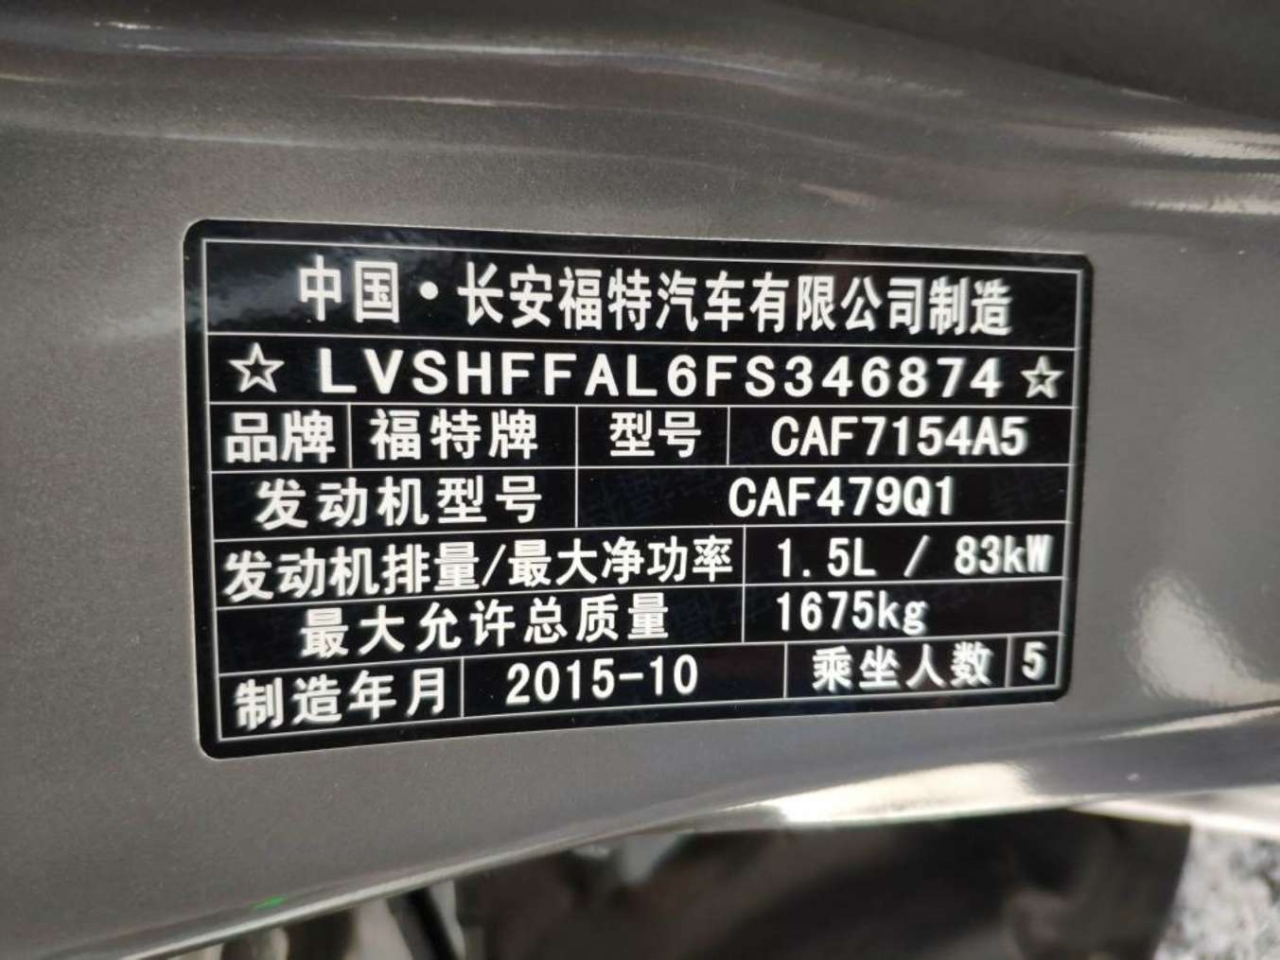 中国·长安福特汽车有限公司制造
☆ LVSHFFAL6FS346874 ☆
品牌 福特牌 型号 CAF7154A5
发动机型号 CAF479Q1
发动机排量/最大净功率 1.5L / 83kW
最大允许总质量 1675kg
制造年月 2015-10 乘坐人数 5